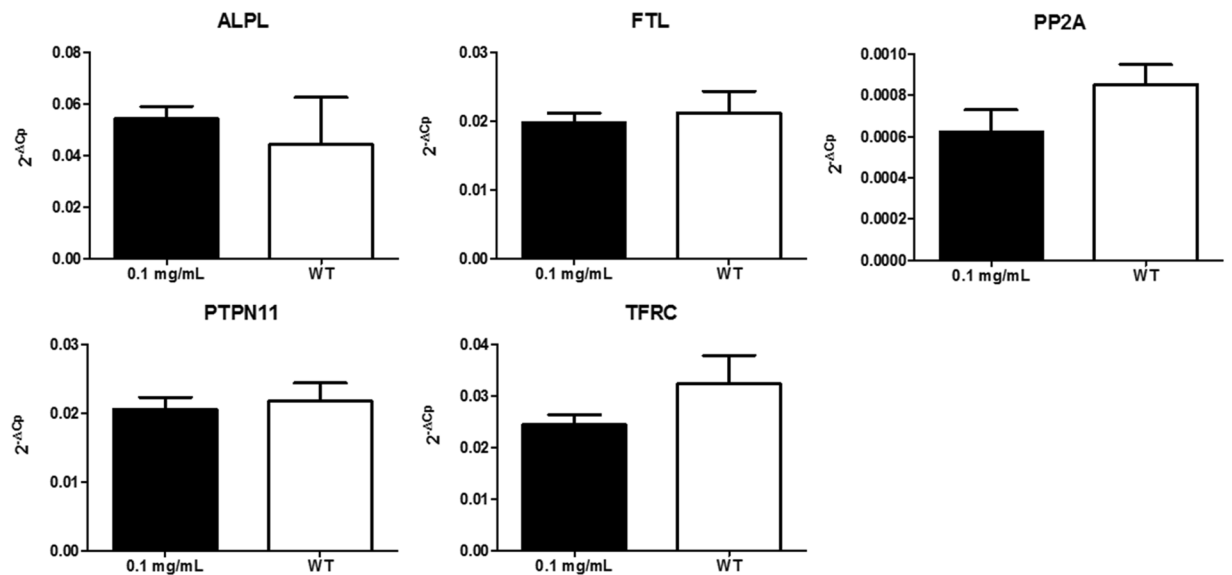 ALPL
2^-ΔCp
0.08
0.06
0.04
0.02
0.00
0.1 mg/mL
WT
FTL
2^-ΔCp
0.03
0.02
0.01
0.00
0.1 mg/mL
WT
PP2A
2^-ΔCp
0.0010
0.0008
0.0006
0.0004
0.0002
0.0000
0.1 mg/mL
WT
PTPN11
2^-ΔCp
0.03
0.02
0.01
0.00
0.1 mg/mL
WT
TFRC
2^-ΔCp
0.04
0.03
0.02
0.01
0.00
0.1 mg/mL
WT